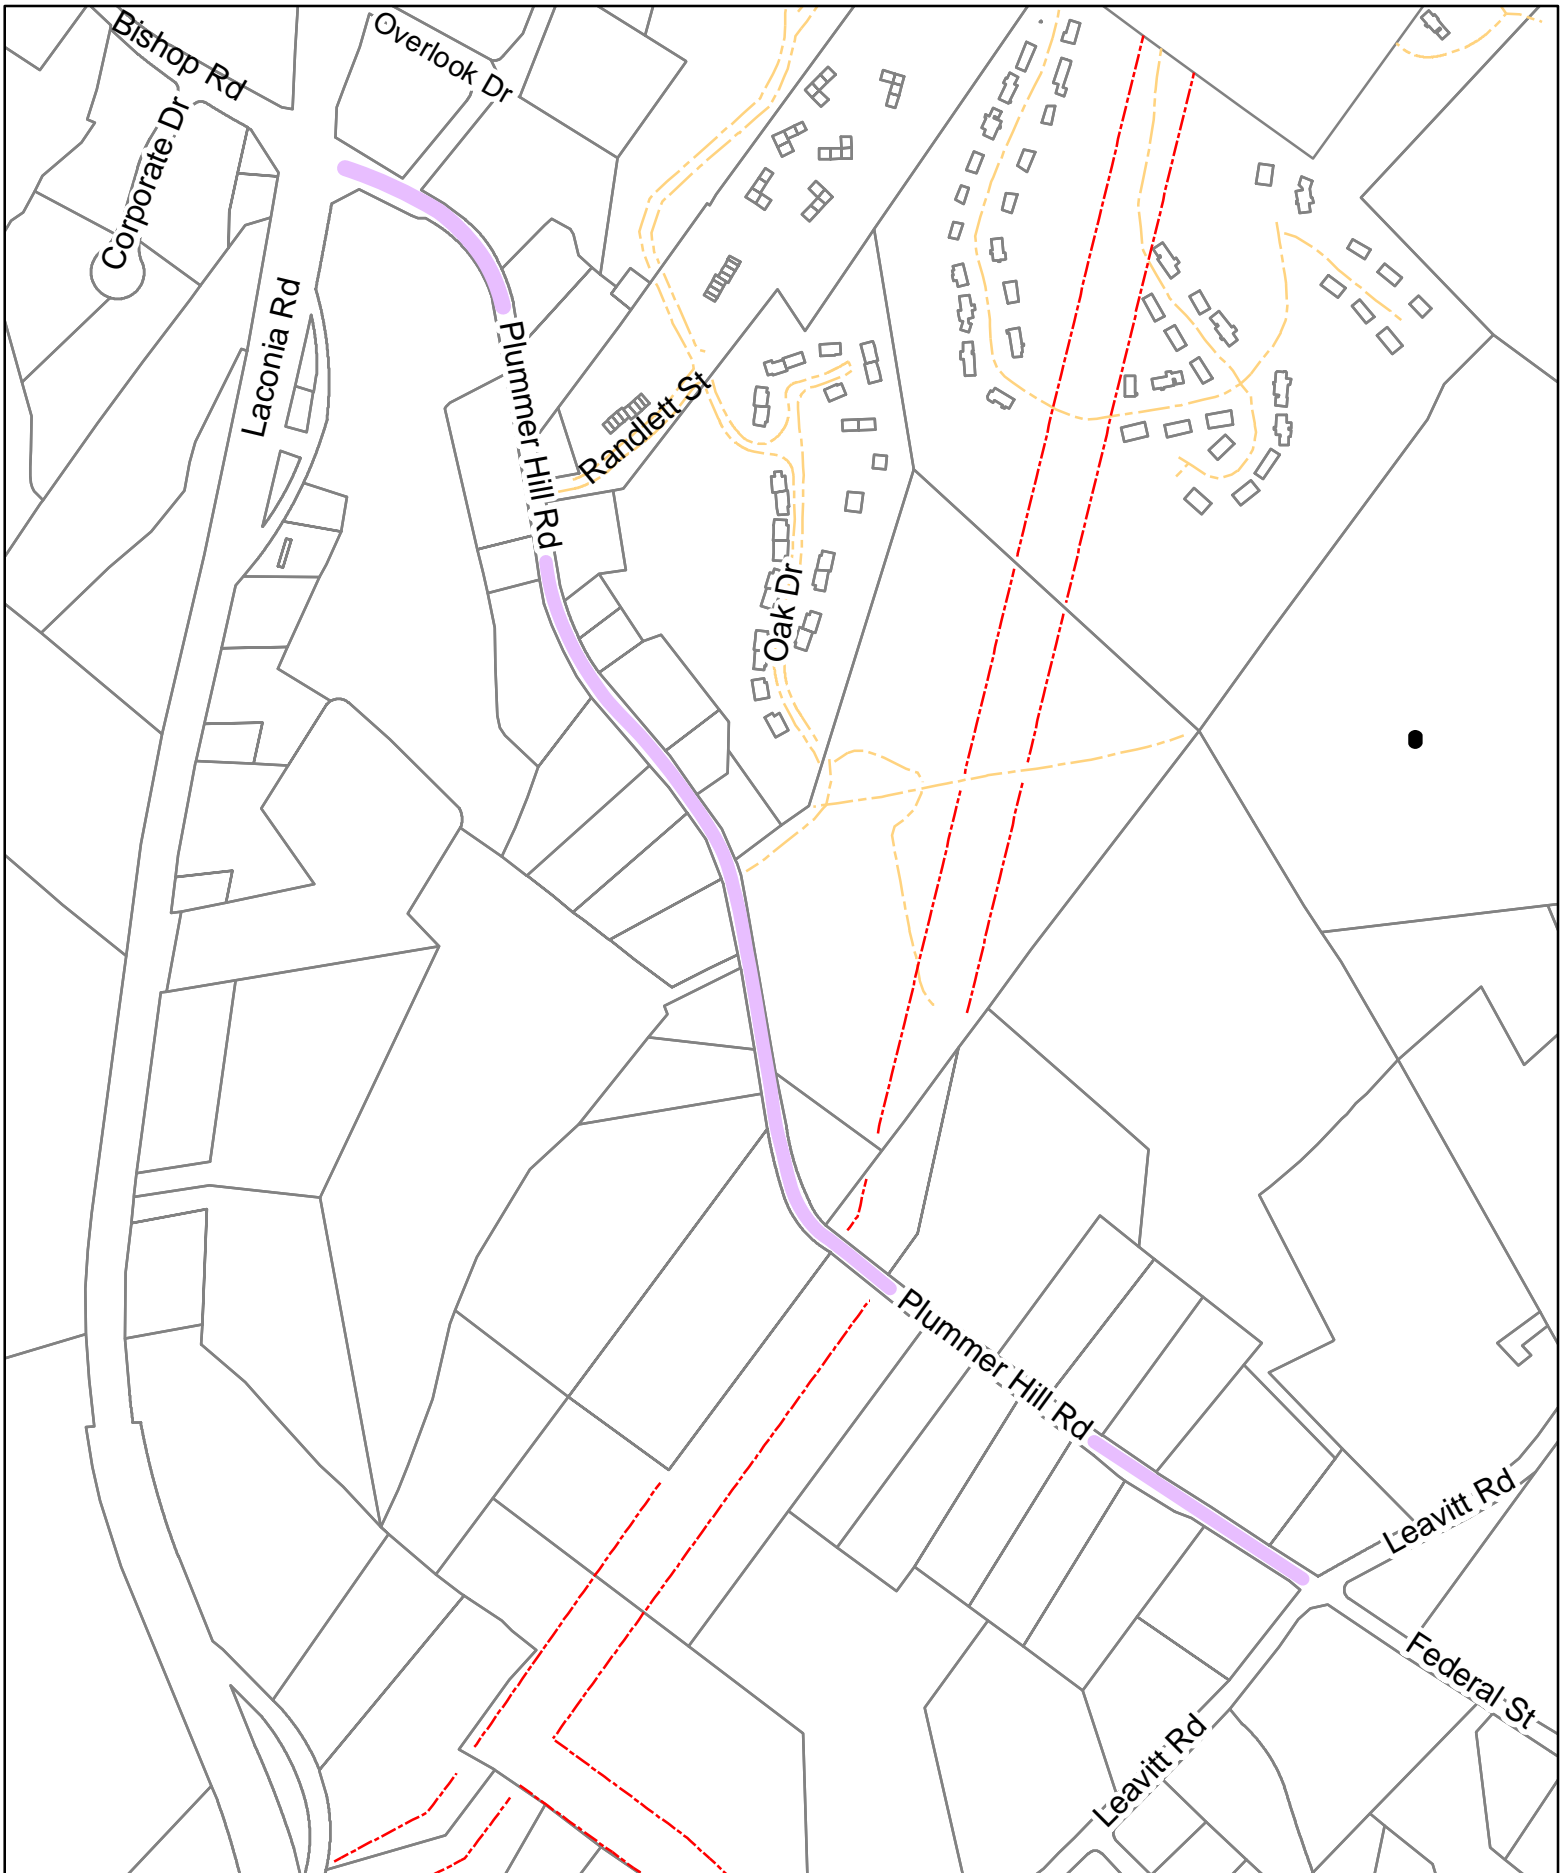 Bishop Rd
Overlook Dr
Corporate Dr
Laconia Rd
Plummer Hill Rd
Randlett St
Oak Dr
Plummer Hill Rd
Leavitt Rd
Federal St
Leavitt Rd